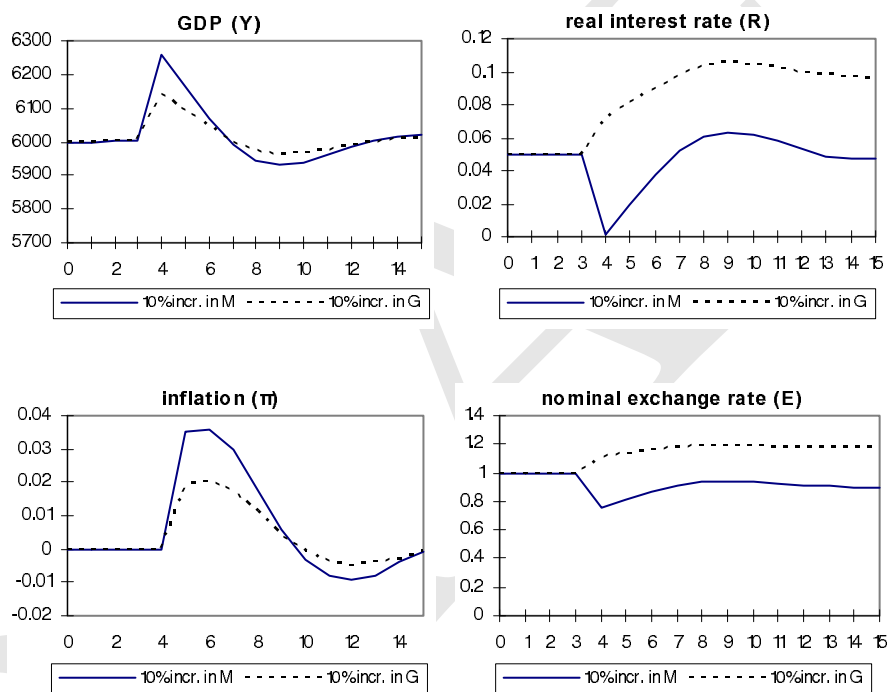 GDP (Y)
6300
6200
6100
6000
5900
5800
5700
0 2 4 6 8 10 12 14
10%incr. in M 10%incr. in G
real interest rate (R)
0.12
0.1
0.08
0.06
0.04
0.02
0
0 1 2 3 4 5 6 7 8 9 10 11 12 13 14 15
10%incr. in M 10%incr. in G
inflation (π)
0.04
0.03
0.02
0.01
0
-0.01
-0.02
0 2 4 6 8 10 12 14
10%incr. in M 10%incr. in G
nominal exchange rate (E)
1.4
1.2
1
0.8
0.6
0.4
0.2
0
0 1 2 3 4 5 6 7 8 9 10 11 12 13 14 15
10%incr. in M 10%incr. in G